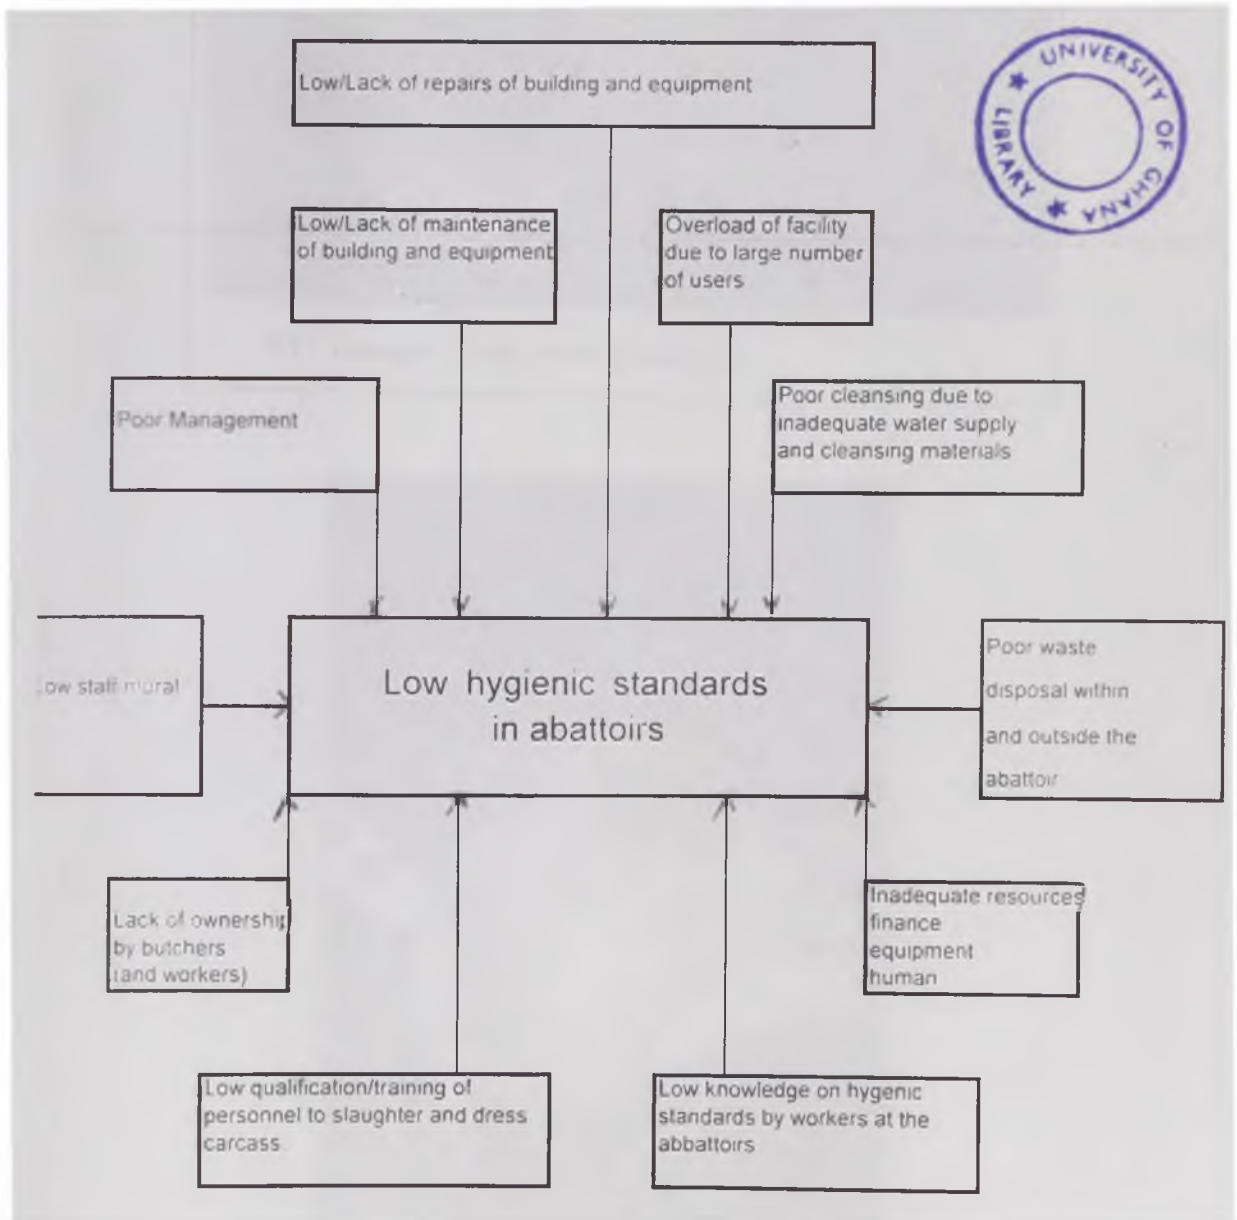 Low/Lack of repairs of building and equipment
UNIVERSITY OF GHANA
LIBRARY
Low/Lack of maintenance
of building and equipment
Overload of facility
due to large number
of users
Poor Management
Poor cleansing due to
inadequate water supply
and cleansing materials
ow staff moral
Low hygienic standards
in abattoirs
Poor waste
disposal within
and outside the
abattoir
Lack of ownership
by butchers
(and workers)
Inadequate resources
finance
equipment
human
Low qualification/training of
personnel to slaughter and dress
carcass.
Low knowledge on hygenic
standards by workers at the
abbattoirs